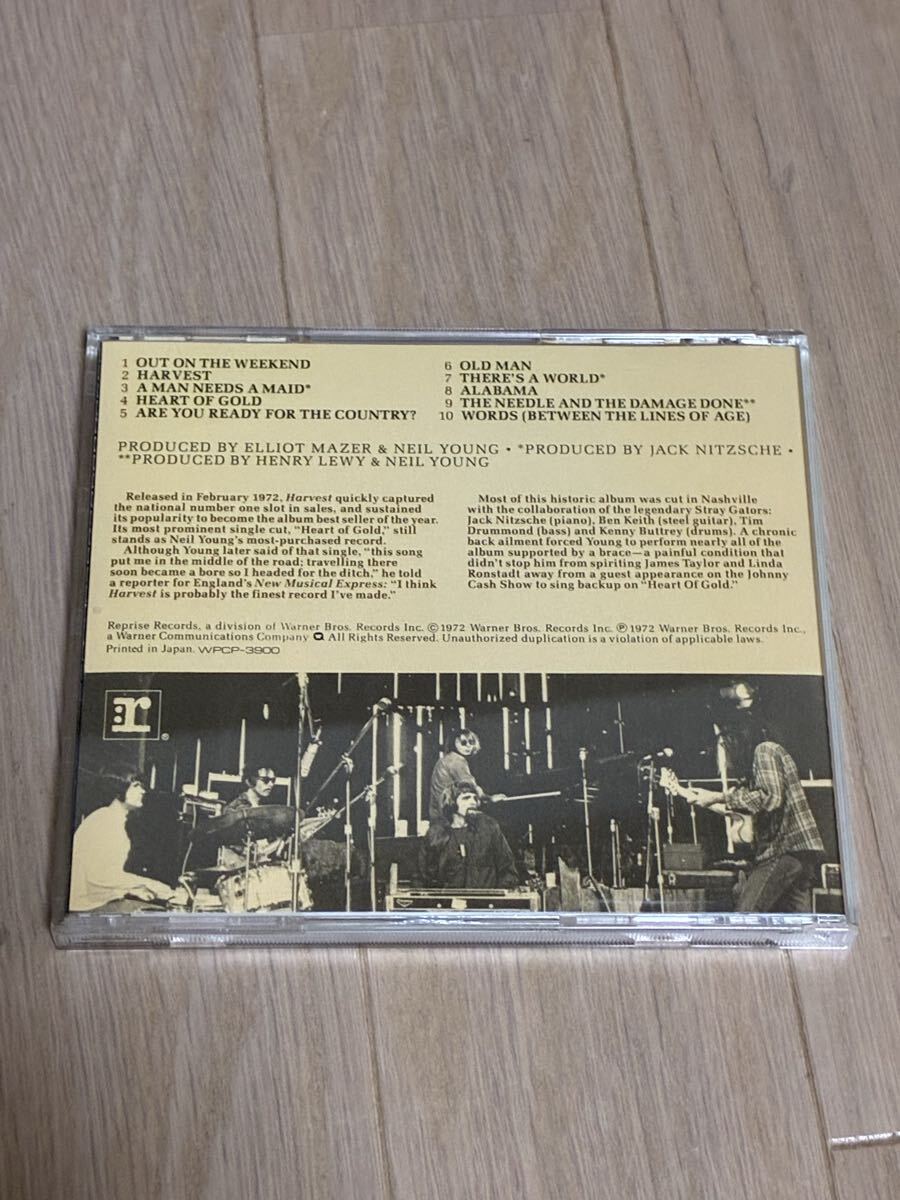 1 OUT ON THE WEEKEND
2 HARVEST
3 A MAN NEEDS A MAID*
4 HEART OF GOLD
5 ARE YOU READY FOR THE COUNTRY?
6 OLD MAN
7 THERE'S A WORLD*
8 ALABAMA
9 THE NEEDLE AND THE DAMAGE DONE**
10 WORDS (BETWEEN THE LINES OF AGE)
PRODUCED BY ELLIOT MAZER & NEIL YOUNG • *PRODUCED BY JACK NITZSCHE •
**PRODUCED BY HENRY LEWY & NEIL YOUNG
Released in February 1972, Harvest quickly captured
the national number one slot in sales, and sustained
its popularity to become the album best seller of the year.
Its most prominent single cut, "Heart of Gold," still
stands as Neil Young's most-purchased record.
Although Young later said of that single, "this song
put me in the middle of the road; travelling there
soon became a bore so I headed for the ditch," he told
a reporter for England's New Musical Express: "I think
Harvest is probably the finest record I've made."
Most of this historic album was cut in Nashville
with the collaboration of the legendary Stray Gators:
Jack Nitzsche (piano), Ben Keith (steel guitar), Tim
Drummond (bass) and Kenny Buttrey (drums). A chronic
back ailment forced Young to perform nearly all of the
album supported by a brace—a painful condition that
didn't stop him from spiriting James Taylor and Linda
Ronstadt away from a guest appearance on the Johnny
Cash Show to sing backup on "Heart Of Gold."
Reprise Records, a division of Warner Bros. Records Inc. © 1972 Warner Bros. Records Inc. ℗ 1972 Warner Bros. Records Inc.,
a Warner Communications Company All Rights Reserved. Unauthorized duplication is a violation of applicable laws.
Printed in Japan. WPCP-3900
:r ®